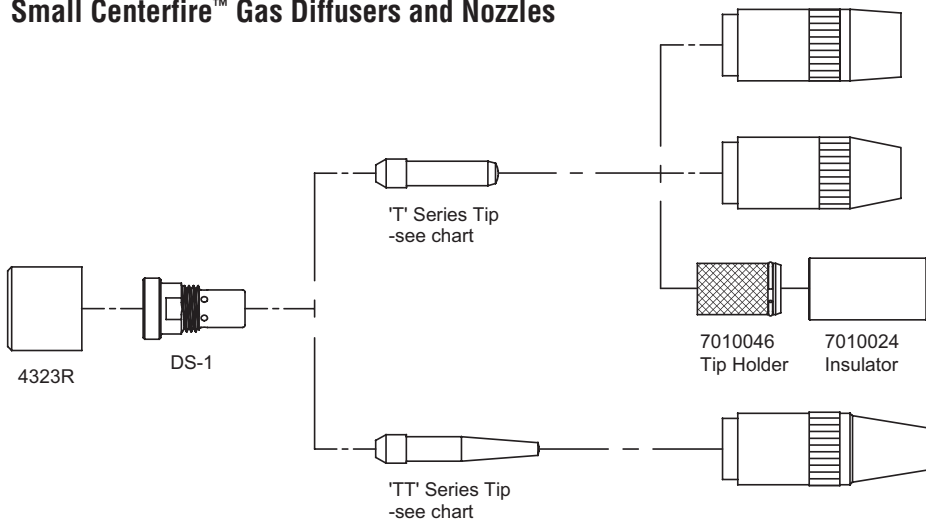 Small Centerfire™ Gas Diffusers and Nozzles
'T' Series Tip
-see chart
4323R
DS-1
7010046
Tip Holder
7010024
Insulator
'TT' Series Tip
-see chart